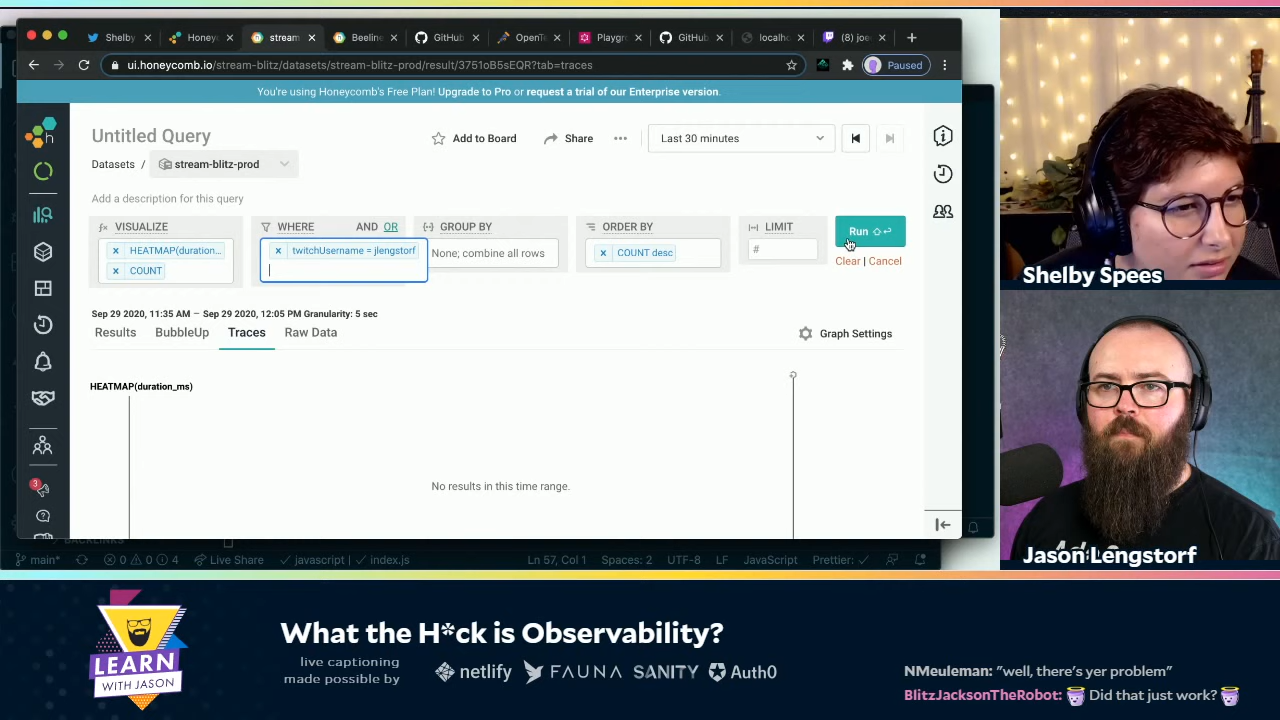 Shelby
Honey
stream
Beeline
GitHub
OpenTe
Playgr
GitHub
localho
(8) joe
ui.honeycomb.io/stream-blitz/datasets/stream-blitz-prod/result/3751oB5sEQR?tab=traces
Paused
You're using Honeycomb's Free Plan! Upgrade to Pro or request a trial of our Enterprise version.
h
Untitled Query
Add to Board
Share
Last 30 minutes
Datasets / stream-blitz-prod
Add a description for this query
VISUALIZE
WHERE
AND OR
GROUP BY
ORDER BY
LIMIT
Run
HEATMAP(duration...
COUNT
twitchUsername = jlengstorf
None; combine all rows
COUNT desc
#
Clear | Cancel
Sep 29 2020, 11:35 AM – Sep 29 2020, 12:05 PM Granularity: 5 sec
Results
BubbleUp
Traces
Raw Data
Graph Settings
HEATMAP(duration_ms)
No results in this time range.
3
BACKLINKS
main*
0 0 4
Live Share
javascript
index.js
Ln 57, Col 1
Spaces: 2
UTF-8
LF
JavaScript
Prettier:
Shelby Spees
Jason Lengstorf
LEARN
WITH JASON
What the H*ck is Observability?
live captioning
made possible by
netlify
FAUNA
SANITY
Auth0
NMeuleman: "well, there's yer problem"
BlitzJacksonTheRobot: Did that just work?